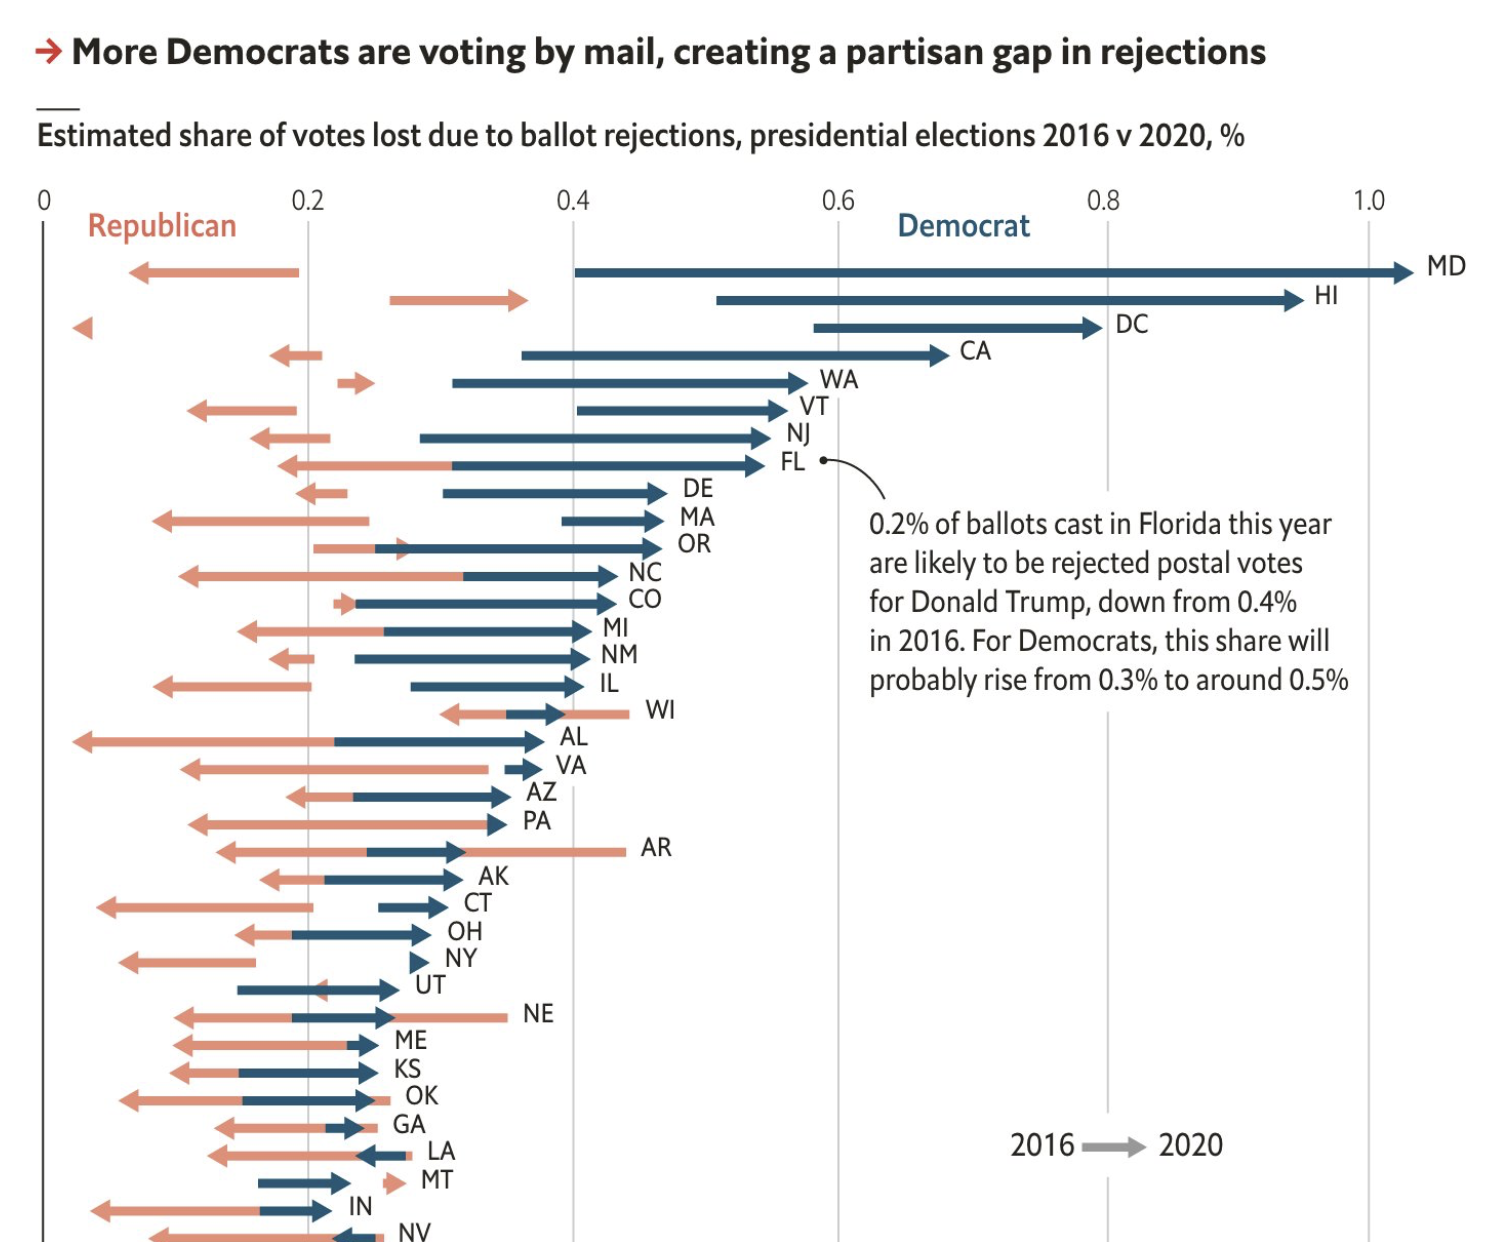 → More Democrats are voting by mail, creating a partisan gap in rejections
Estimated share of votes lost due to ballot rejections, presidential elections 2016 v 2020, %
0 0.2 0.4 0.6 0.8 1.0
Republican Democrat
MD
HI
DC
CA
WA
VT
NJ
FL
DE
MA
OR
NC
CO
MI
NM
IL
WI
AL
VA
AZ
PA
AR
AK
CT
OH
NY
UT
NE
ME
KS
OK
GA
LA
MT
IN
NV
0.2% of ballots cast in Florida this year
are likely to be rejected postal votes
for Donald Trump, down from 0.4%
in 2016. For Democrats, this share will
probably rise from 0.3% to around 0.5%
2016 → 2020